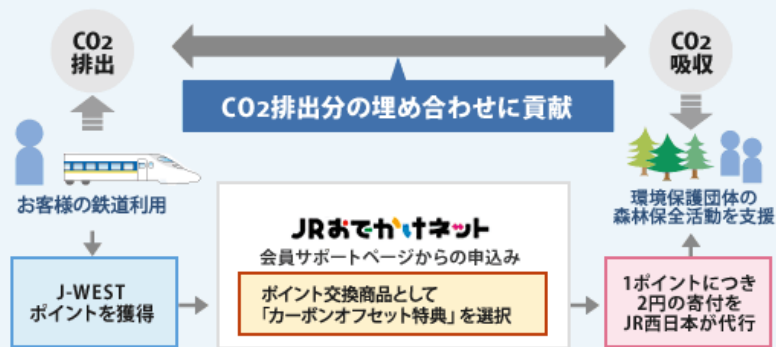 CO2
排出
CO2
吸収
CO2排出分の埋め合わせに貢献
お客様の鉄道利用
環境保護団体の
森林保全活動を支援
J-WEST
ポイントを獲得
JRおでかけネット
会員サポートページからの申込み
ポイント交換商品として
「カーボンオフセット特典」を選択
1ポイントにつき
2円の寄付を
JR西日本が代行